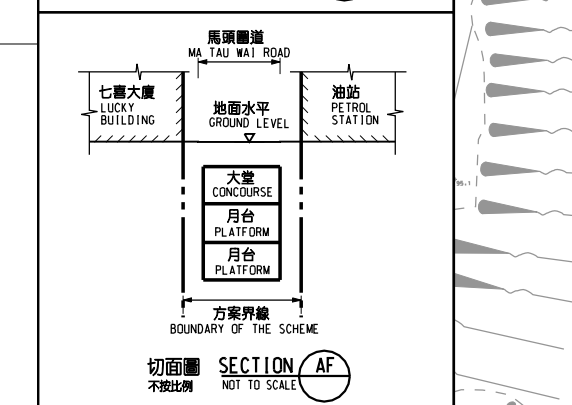 馬頭圍道
MA TAU WAI ROAD
七喜大廈
LUCKY
BUILDING
地面水平
GROUND LEVEL
油站
PETROL
STATION
大堂
CONCOURSE
月台
PLATFORM
月台
PLATFORM
方案界線
BOUNDARY OF THE SCHEME
切面圖 SECTION AF
不按比例 NOT TO SCALE